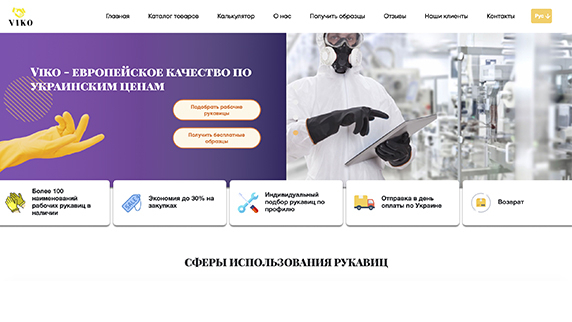 VIKO
Главная
Каталог товаров
Калькулятор
О нас
Получить образцы
Отзывы
Наши клиенты
Контакты
Рус
Viko - европейское качество по
украинским ценам
Подобрать рабочие
рукавицы
Получить бесплатные
образцы
Более 100
наименований
рабочих рукавиц в
наличии
SALES
Экономия до 30% на
закупках
Индивидуальный
подбор рукавиц по
профилю
Отправка в день
оплаты по Украине
Возврат
СФЕРЫ ИСПОЛЬЗОВАНИЯ РУКАВИЦ